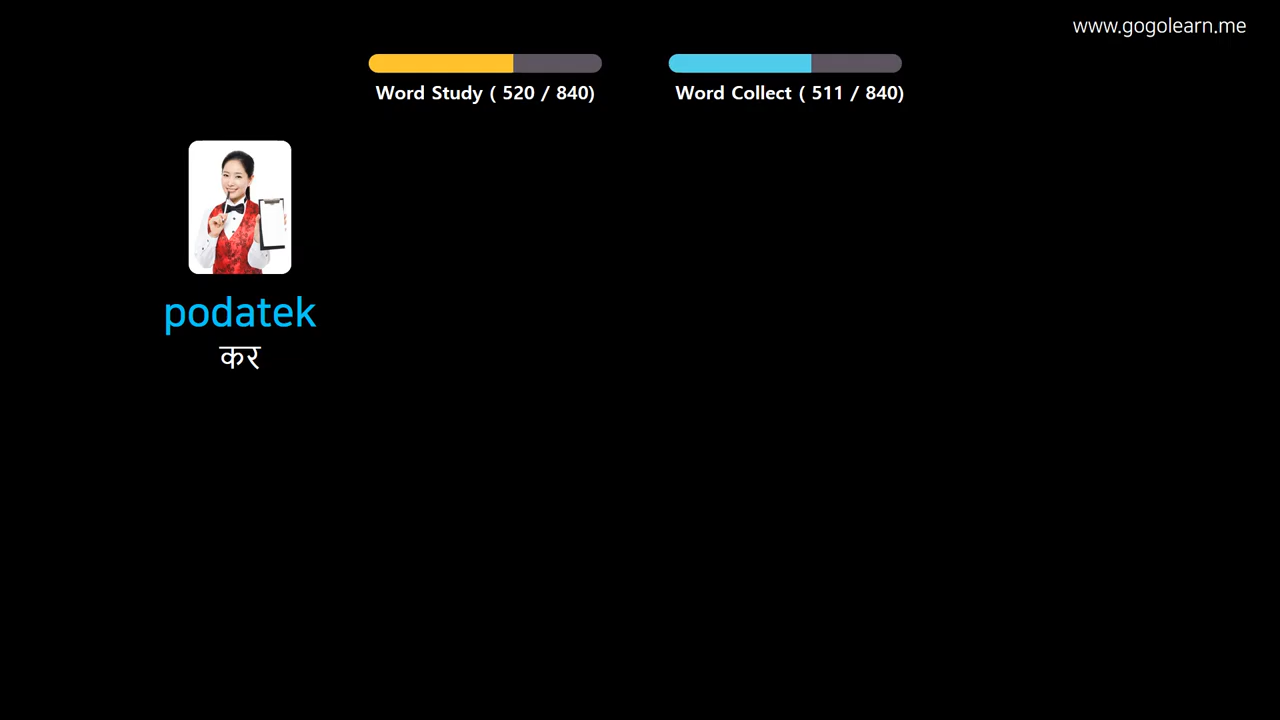 www.gogolearn.me
Word Study ( 520 / 840)
Word Collect ( 511 / 840)
podatek
कर